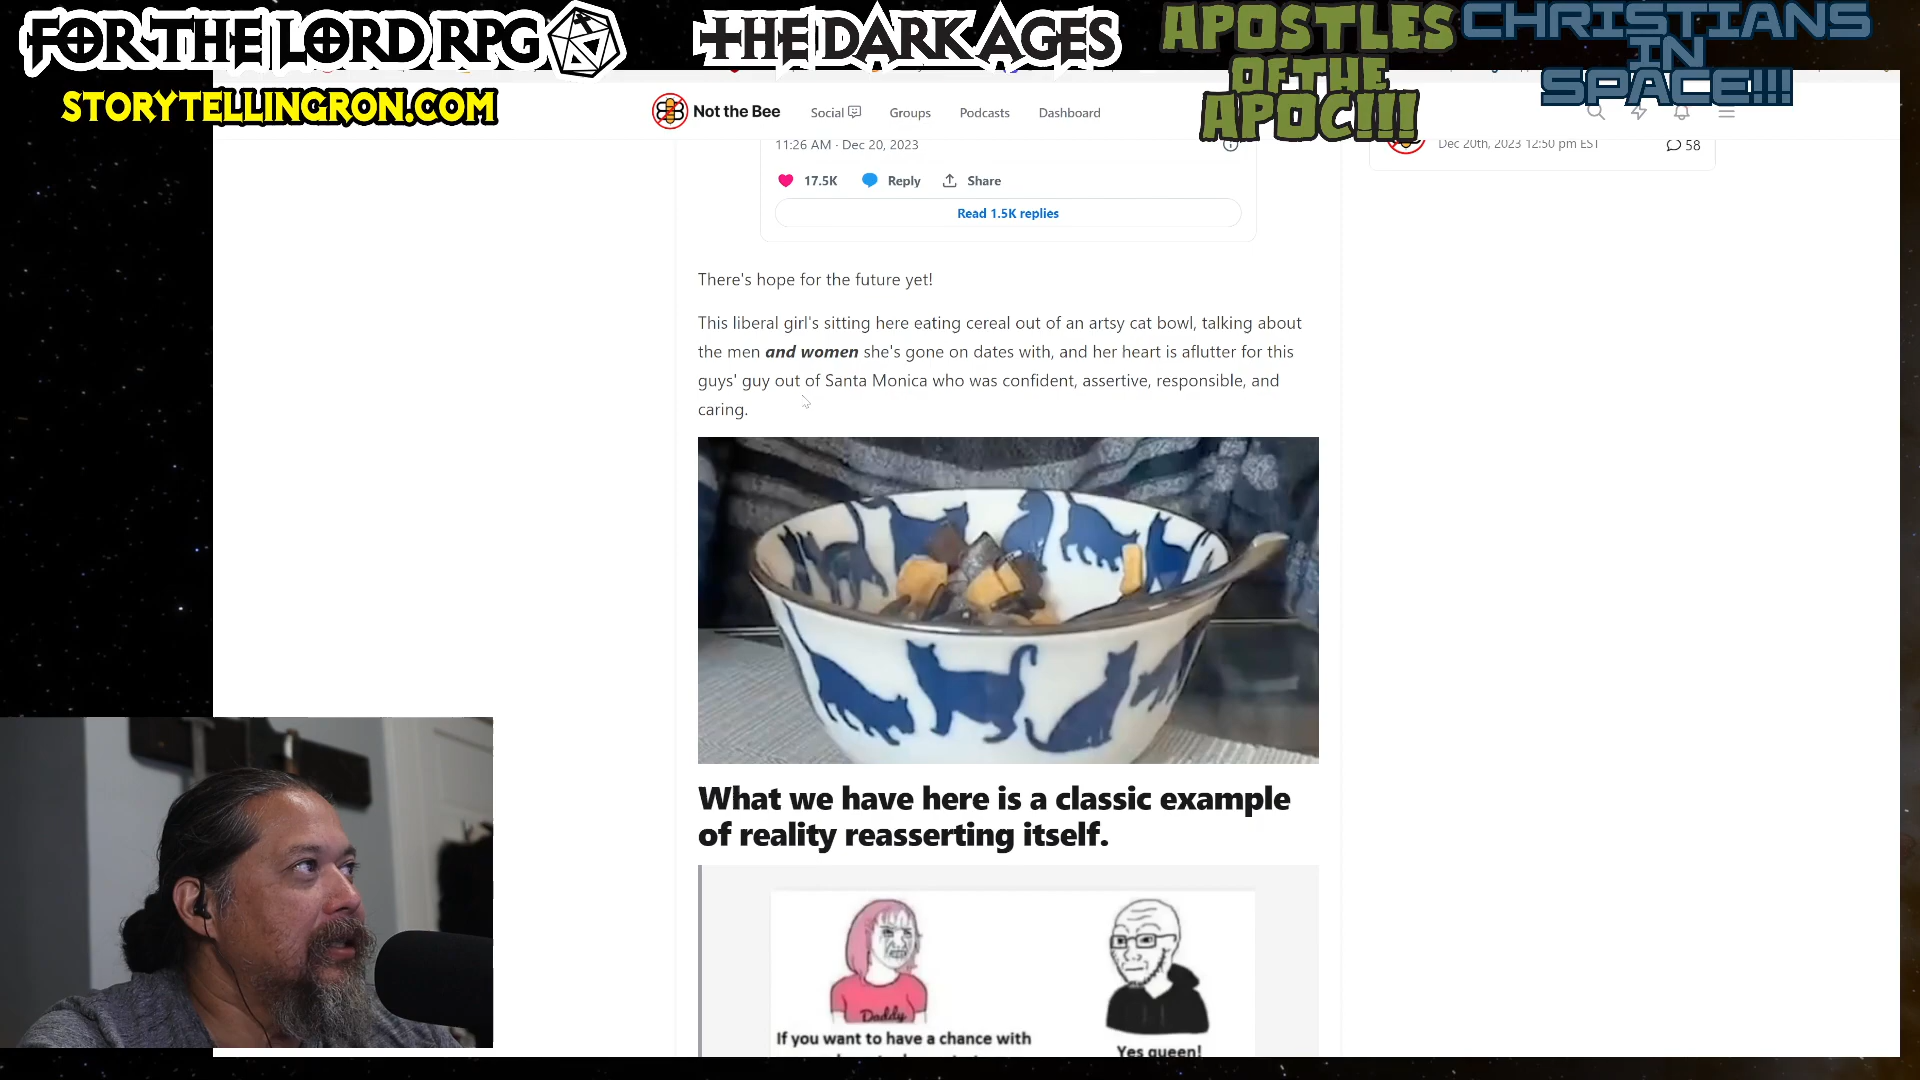 FOR THE LORD RPG
THE DARK AGES
APOSTLES
OF THE
APOC!!!
CHRISTIANS
IN
SPACE!!!
STORYTELLINGRON.COM
Not the Bee
Social
Groups
Podcasts
Dashboard
11:26 AM · Dec 20, 2023
Dec 20th, 2023 12:50 pm EST
58
17.5K
Reply
Share
Read 1.5K replies
There's hope for the future yet!
This liberal girl's sitting here eating cereal out of an artsy cat bowl, talking about
the men and women she's gone on dates with, and her heart is aflutter for this
guys' guy out of Santa Monica who was confident, assertive, responsible, and
caring.
What we have here is a classic example
of reality reasserting itself.
Daddy
If you want to have a chance with
Yes queen!